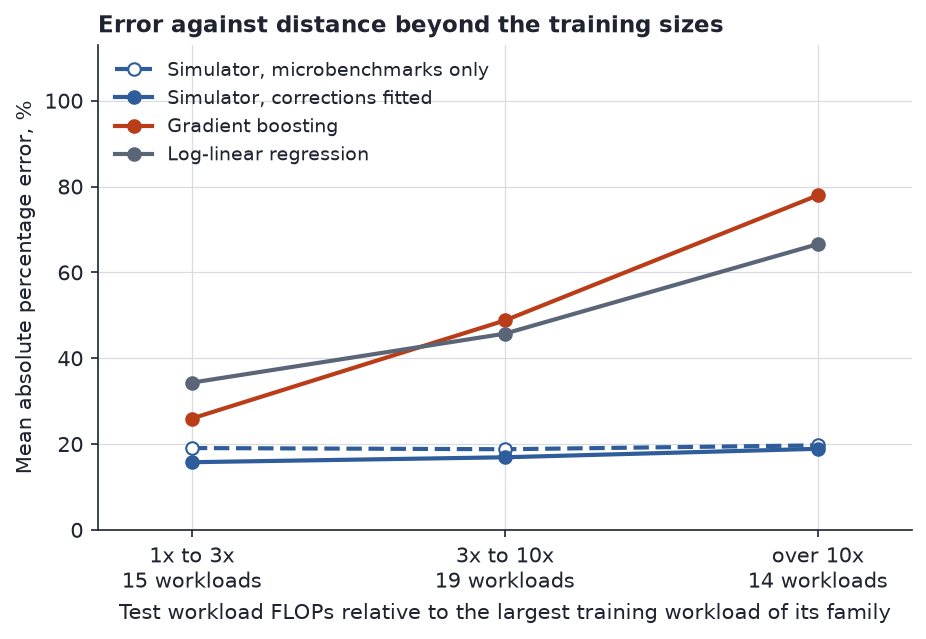 Error against distance beyond the training sizes
Simulator, microbenchmarks only
Simulator, corrections fitted
Gradient boosting
Log-linear regression
Mean absolute percentage error, %
100
80
60
40
20
0
1x to 3x
15 workloads
3x to 10x
19 workloads
over 10x
14 workloads
Test workload FLOPs relative to the largest training workload of its family